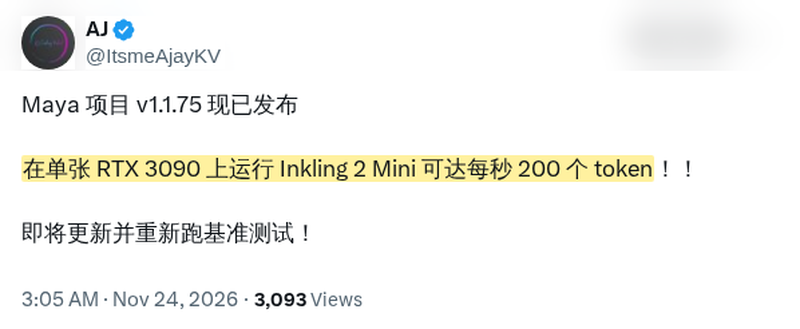 AJ
@ItsmeAjayKV
Maya 项目 v1.1.75 现已发布
在单张 RTX 3090 上运行 Inkling 2 Mini 可达每秒 200 个 token！！
即将更新并重新跑基准测试！
3:05 AM · Nov 24, 2026 · 3,093 Views